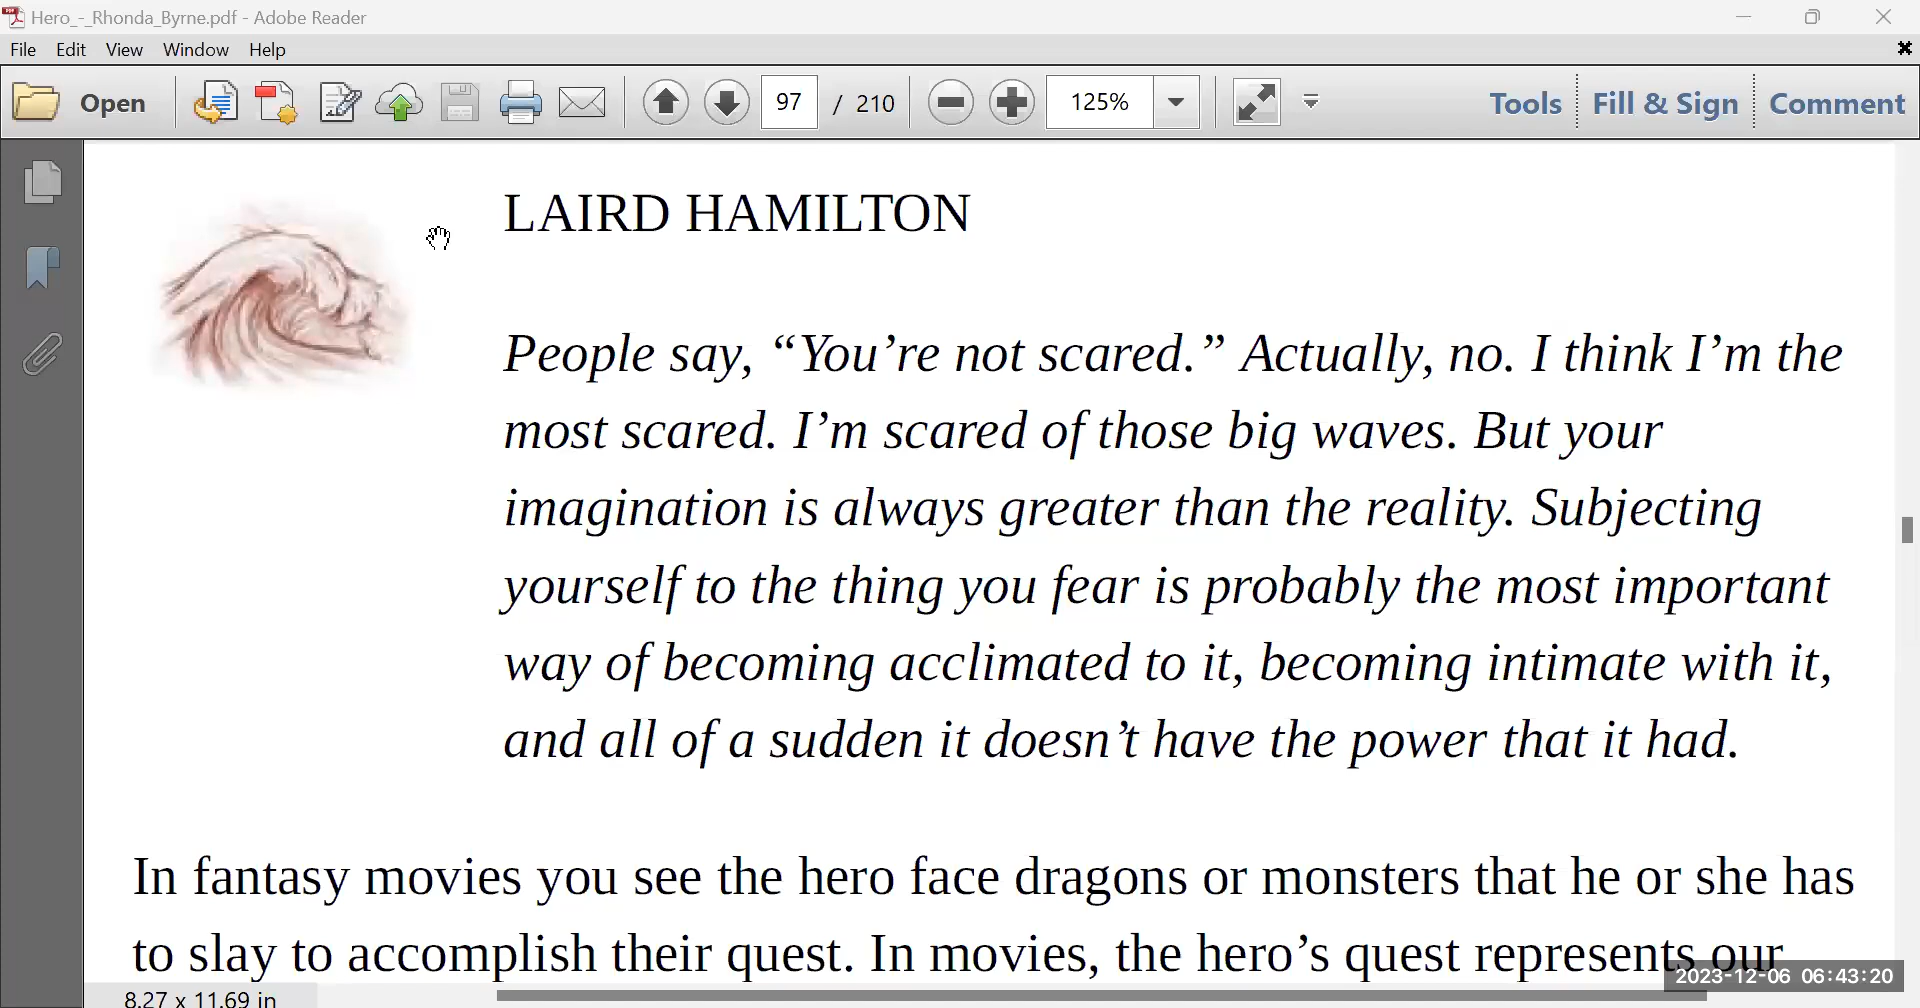 Hero_-_Rhonda_Byrne.pdf - Adobe Reader
File Edit View Window Help
Open 97 / 210 125% Tools Fill & Sign Comment
LAIRD HAMILTON
People say, “You’re not scared.” Actually, no. I think I’m the
most scared. I’m scared of those big waves. But your
imagination is always greater than the reality. Subjecting
yourself to the thing you fear is probably the most important
way of becoming acclimated to it, becoming intimate with it,
and all of a sudden it doesn’t have the power that it had.
In fantasy movies you see the hero face dragons or monsters that he or she has
to slay to accomplish their quest. In movies, the hero’s quest represents our
2023-12-06 06:43:20
8.27 x 11.69 in